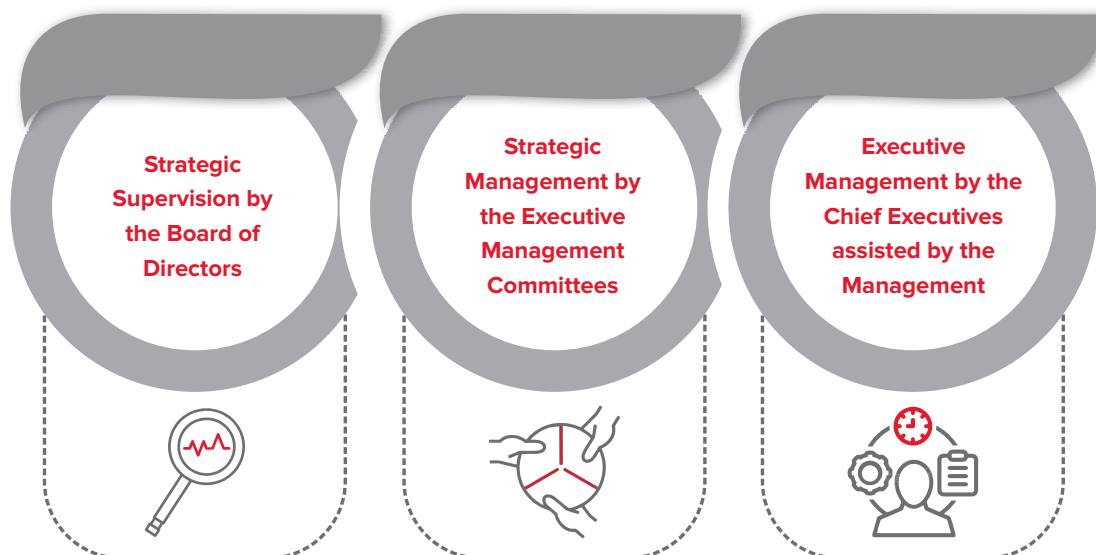 Strategic
Supervision by
the Board of
Directors
Strategic
Management by
the Executive
Management
Committees
Executive
Management by the
Chief Executives
assisted by the
Management